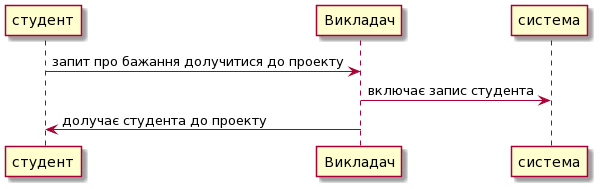 студент
Викладач
система
запит про бажання долучитися до проекту
включає запис студента
долучає студента до проекту
студент
Викладач
система